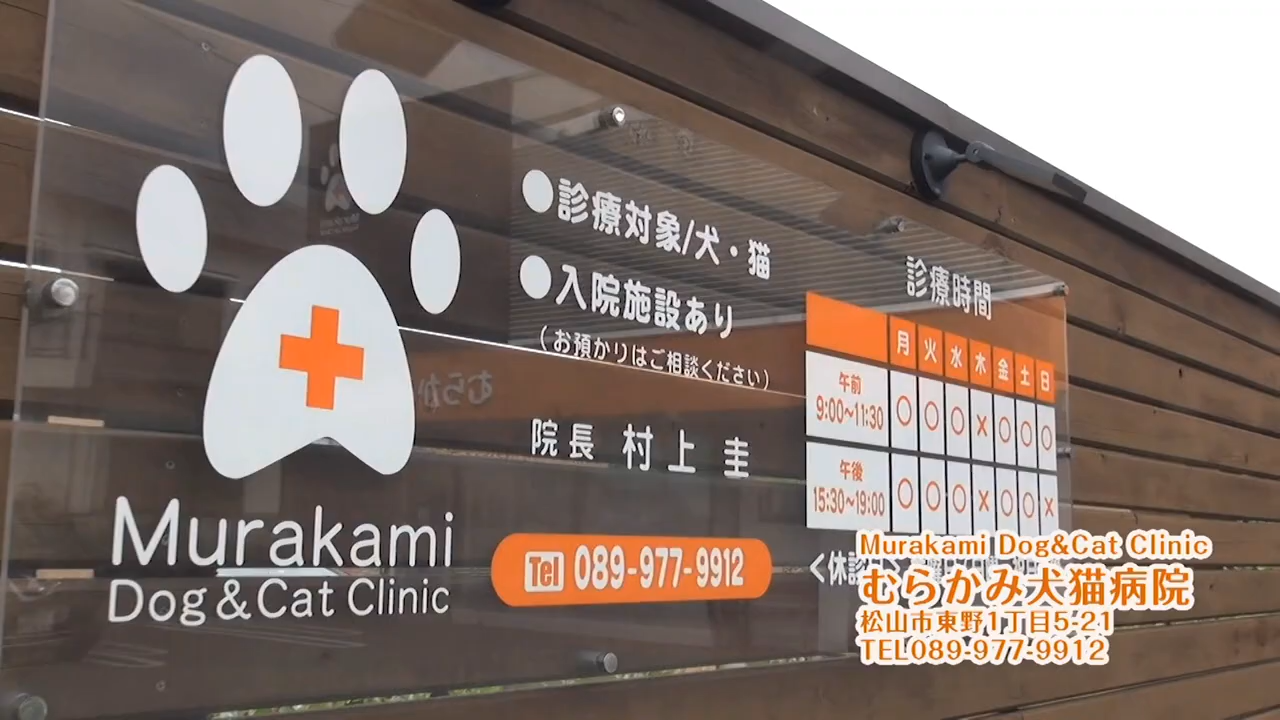 Murakami
Dog&Cat Clinic
●診療対象/犬・猫
●入院施設あり
(お預かりはご相談ください)
院長 村上 圭
Tel 089-977-9912
診療時間
月 火 水 木 金 土 日
午前 9:00~11:30 ○ ○ ○ × ○ ○ ○
午後 15:30~19:00 ○ ○ ○ × ○ ○ ×
<休診
Murakami Dog&Cat Clinic
むらかみ犬猫病院
松山市東野1丁目5-21
TEL089-977-9912